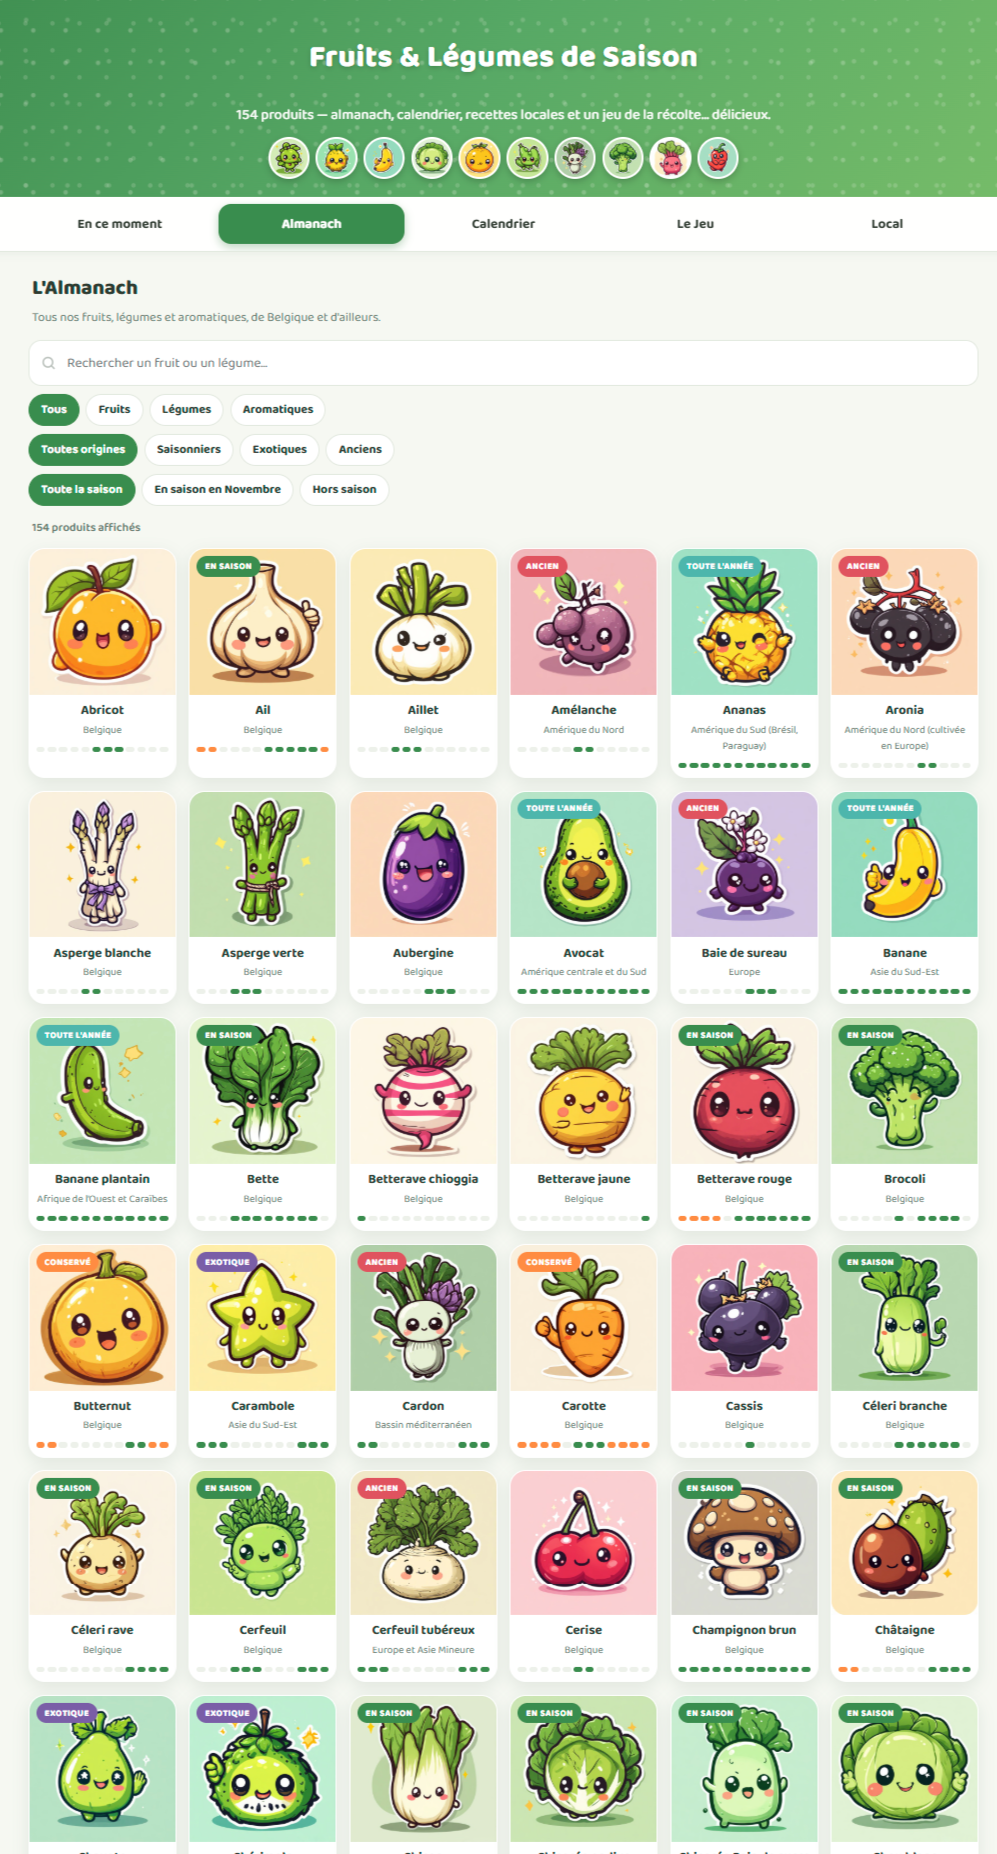 Fruits & Légumes de Saison
154 produits — almanach, calendrier, recettes locales et un jeu de la récolte... délicieux.
En ce moment
Almanach
Calendrier
Le Jeu
Local
L'Almanach
Tous nos fruits, légumes et aromatiques, de Belgique et d'ailleurs.
Rechercher un fruit ou un légume...
Tous
Fruits
Légumes
Aromatiques
Toutes origines
Saisonniers
Exotiques
Anciens
Toute la saison
En saison en Novembre
Hors saison
154 produits affichés
Abricot
Belgique
EN SAISON
Ail
Belgique
Aillet
Belgique
ANCIEN
Amélanche
Amérique du Nord
TOUTE L'ANNÉE
Ananas
Amérique du Sud (Brésil,
Paraguay)
ANCIEN
Aronia
Amérique du Nord (cultivée
en Europe)
Asperge blanche
Belgique
Asperge verte
Belgique
Aubergine
Belgique
TOUTE L'ANNÉE
Avocat
Amérique centrale et du Sud
ANCIEN
Baie de sureau
Europe
TOUTE L'ANNÉE
Banane
Asie du Sud-Est
TOUTE L'ANNÉE
Banane plantain
Afrique de l'Ouest et Caraïbes
EN SAISON
Bette
Belgique
Betterave chioggia
Belgique
Betterave jaune
Belgique
EN SAISON
Betterave rouge
Belgique
EN SAISON
Brocoli
Belgique
CONSERVÉ
Butternut
Belgique
EXOTIQUE
Carambole
Asie du Sud-Est
ANCIEN
Cardon
Bassin méditerranéen
CONSERVÉ
Carotte
Belgique
Cassis
Belgique
EN SAISON
Céleri branche
Belgique
EN SAISON
Céleri rave
Belgique
EN SAISON
Cerfeuil
Belgique
ANCIEN
Cerfeuil tubéreux
Europe et Asie Mineure
Cerise
Belgique
EN SAISON
Champignon brun
Belgique
EN SAISON
Châtaigne
Belgique
EXOTIQUE
EXOTIQUE
EN SAISON
EN SAISON
EN SAISON
EN SAISON